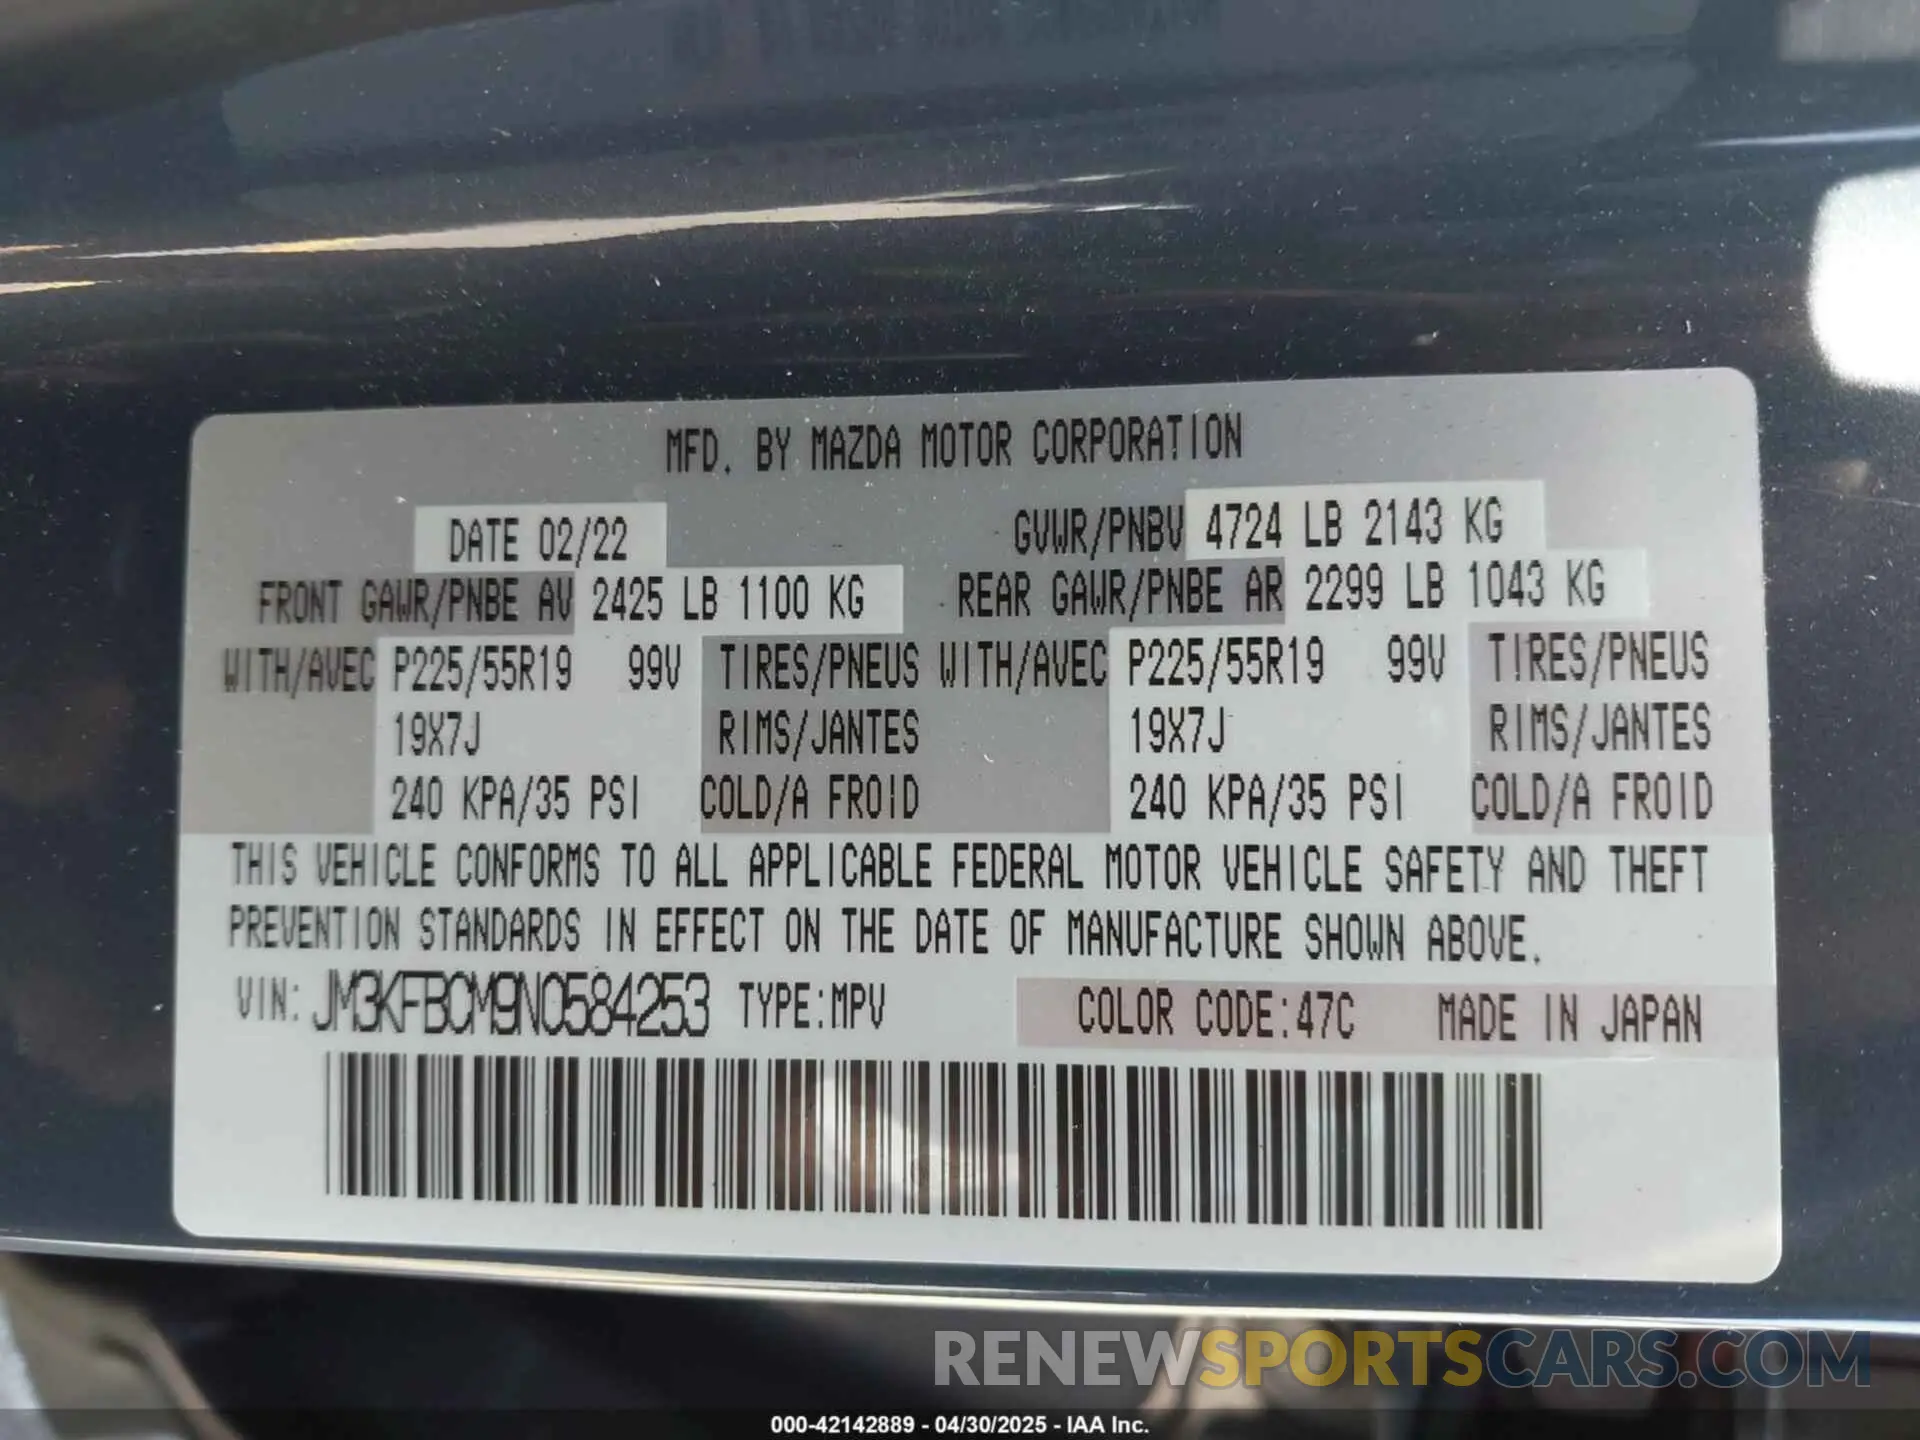 MFD. BY MAZDA MOTOR CORPORATION
DATE 02/22 GVWR/PNBV 4724 LB 2143 KG
FRONT GAWR/PNBE AV 2425 LB 1100 KG REAR GAWR/PNBE AR 2299 LB 1043 KG
WITH/AVEC P225/55R19 99V TIRES/PNEUS WITH/AVEC P225/55R19 99V TIRES/PNEUS
19X7J RIMS/JANTES 19X7J RIMS/JANTES
240 KPA/35 PSI COLD/A FROID 240 KPA/35 PSI COLD/A FROID
THIS VEHICLE CONFORMS TO ALL APPLICABLE FEDERAL MOTOR VEHICLE SAFETY AND THEFT
PREVENTION STANDARDS IN EFFECT ON THE DATE OF MANUFACTURE SHOWN ABOVE.
VIN: JM3KFBCM9N0584253 TYPE:MPV COLOR CODE:47C MADE IN JAPAN
RENEWSPORTSCARS.COM
000-42142889 - 04/30/2025 - IAA Inc.